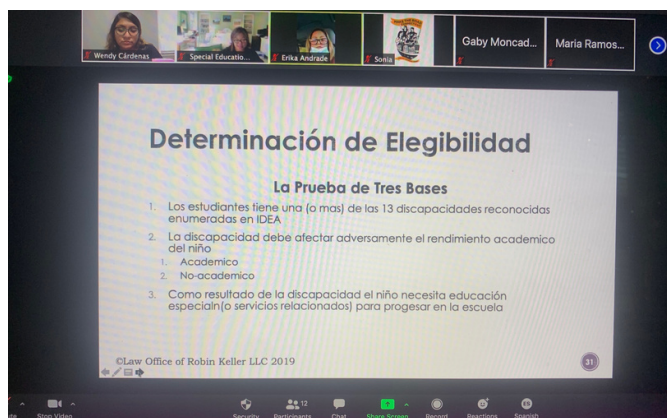 Wendy Cárdenas
Special Educatio...
Erika Andrade
Sonia
Gaby Moncad...
Maria Ramos...
Determinación de Elegibilidad
La Prueba de Tres Bases
1. Los estudiantes tiene una (o mas) de las 13 discapacidades reconocidas
enumeradas en IDEA
2. La discapacidad debe afectar adversamente el rendimiento academico
del niño
1. Academico
2. No-academico
3. Como resultado de la discapacidad el niño necesita educación
especialn(o servicios relacionados) para progesar en la escuela
©Law Office of Robin Keller LLC 2019
31
12
Stop Video
Security
Participants
Chat
Share Screen
Record
Reactions
Spanish